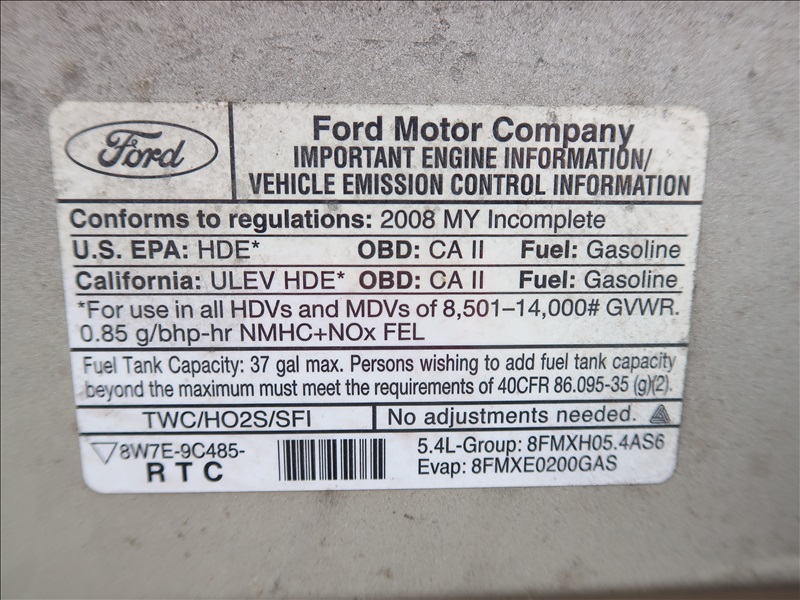 Ford
Ford Motor Company
IMPORTANT ENGINE INFORMATION/
VEHICLE EMISSION CONTROL INFORMATION
Conforms to regulations: 2008 MY Incomplete
U.S. EPA: HDE* OBD: CA II Fuel: Gasoline
California: ULEV HDE* OBD: CA II Fuel: Gasoline
*For use in all HDVs and MDVs of 8,501–14,000# GVWR.
0.85 g/bhp-hr NMHC+NOx FEL
Fuel Tank Capacity: 37 gal max. Persons wishing to add fuel tank capacity
beyond the maximum must meet the requirements of 40CFR 86.095-35 (g)(2).
TWC/HO2S/SFI No adjustments needed.
8W7E-9C485- 5.4L-Group: 8FMXH05.4AS6
R T C Evap: 8FMXE0200GAS